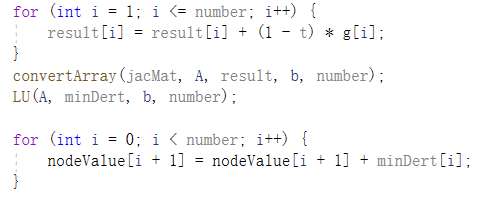 for (int i = 1; i <= number; i++) {
    result[i] = result[i] + (1 - t) * g[i];
}
convertArray(jacMat, A, result, b, number);
LU(A, minDert, b, number);

for (int i = 0; i < number; i++) {
    nodeValue[i + 1] = nodeValue[i + 1] + minDert[i];
}